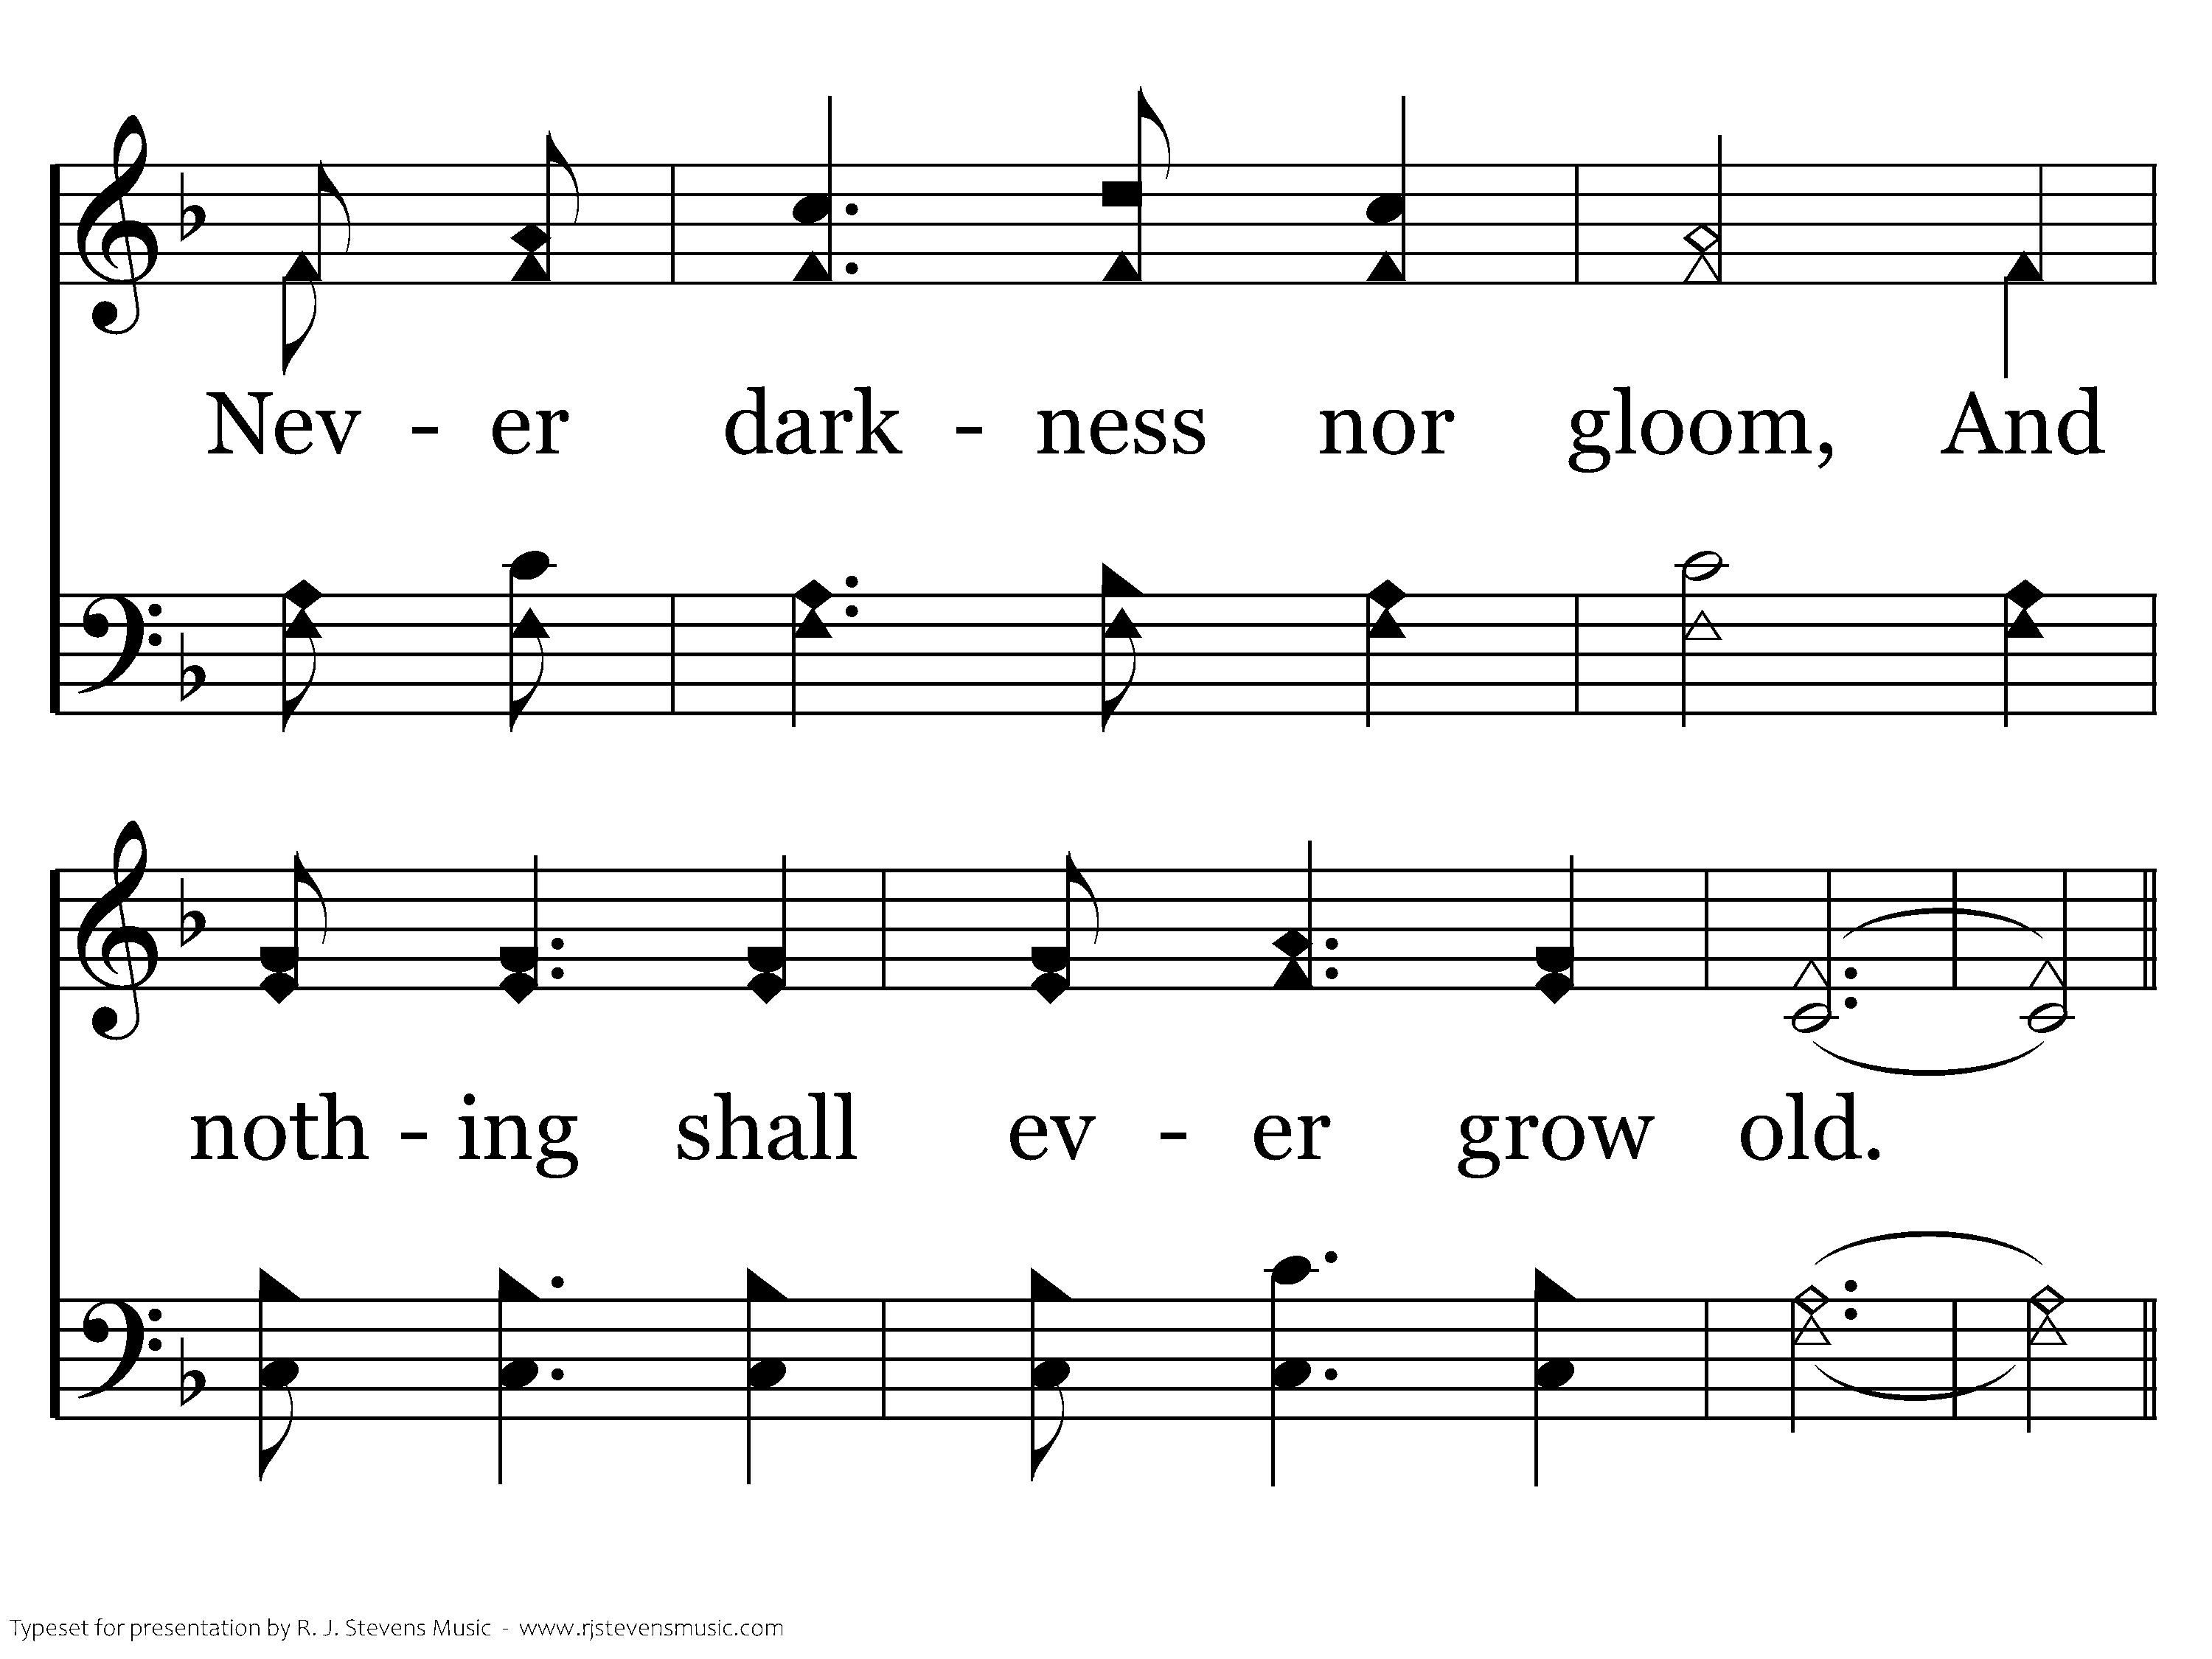 Nev - er dark - ness nor gloom, And
noth - ing shall ev - er grow old.
Typeset for presentation by R. J. Stevens Music - www.rjstevensmusic.com